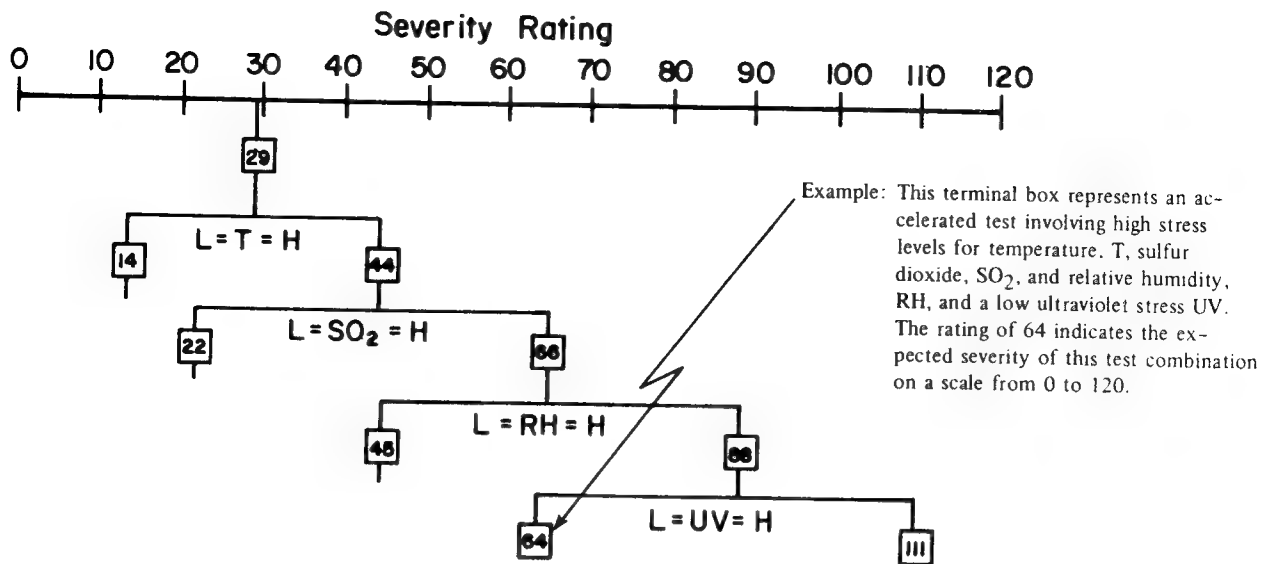 Severity Rating
0 10 20 30 40 50 60 70 80 90 100 110 120
29
L = T = H
14
44
L = SO₂ = H
22
66
L = RH = H
45
88
L = UV = H
64
111
Example: This terminal box represents an ac-
celerated test involving high stress
levels for temperature. T, sulfur
dioxide, SO₂, and relative humidity,
RH, and a low ultraviolet stress UV.
The rating of 64 indicates the ex-
pected severity of this test combination
on a scale from 0 to 120.